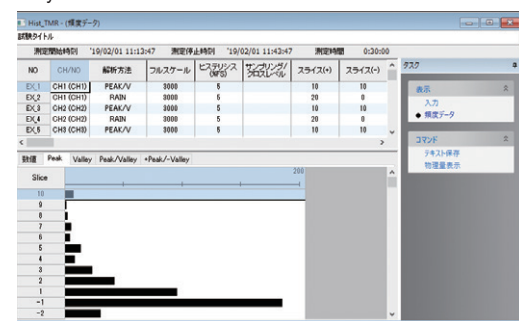 Hist_TMR - (頻度データ)
試験タイトル
測定開始時刻 '19/02/01 11:13:47 測定停止時刻 '19/02/01 11:43:47 測定時間 0:30:00
NO CH/NO 解析方法 フルスケール ヒステリシス(%FS) サンプリング/クロスレベル スライス(+) スライス(-)
EX_1 CH1 (CH1) PEAK/V 3000 5 10 10
EX_2 CH1 (CH1) RAIN 3000 5 20 0
EX_3 CH2 (CH2) PEAK/V 3000 5 10 10
EX_4 CH2 (CH2) RAIN 3000 5 20 0
EX_5 CH3 (CH3) PEAK/V 3000 5 10 10
数値 Peak Valley Peak/Valley +Peak/-Valley
Slice 200
10
9
8
7
6
5
4
3
2
1
-1
-2
タスク
表示
入力
頻度データ
コマンド
テキスト保存
物理量表示